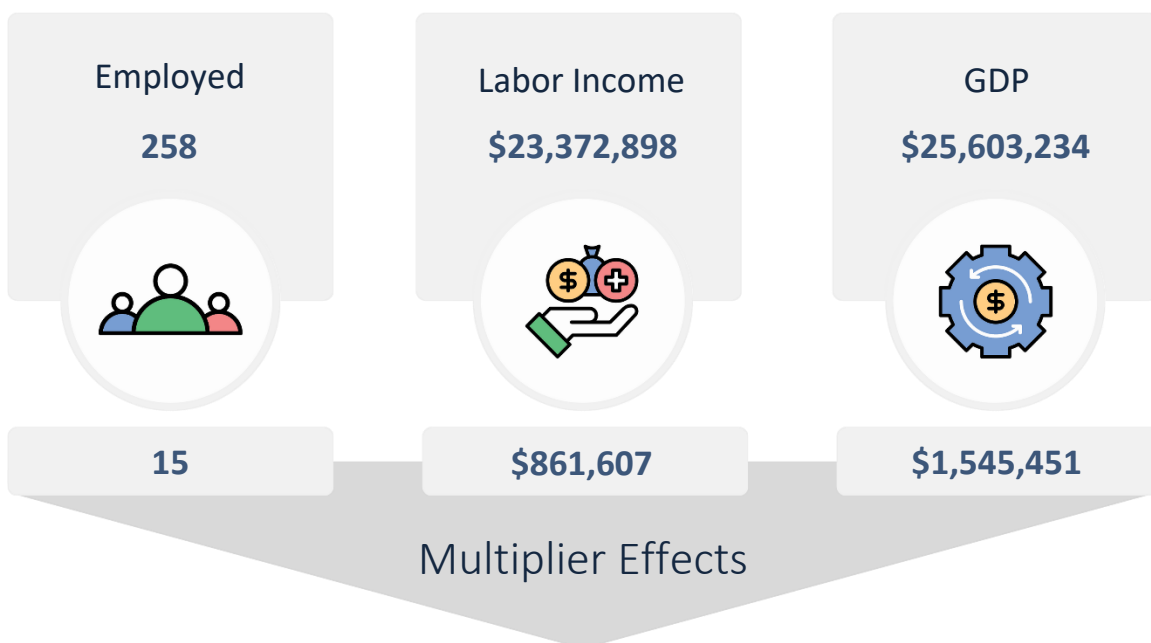 Employed
258
Labor Income
$23,372,898
GDP
$25,603,234
$
$
15
$861,607
$1,545,451
Multiplier Effects